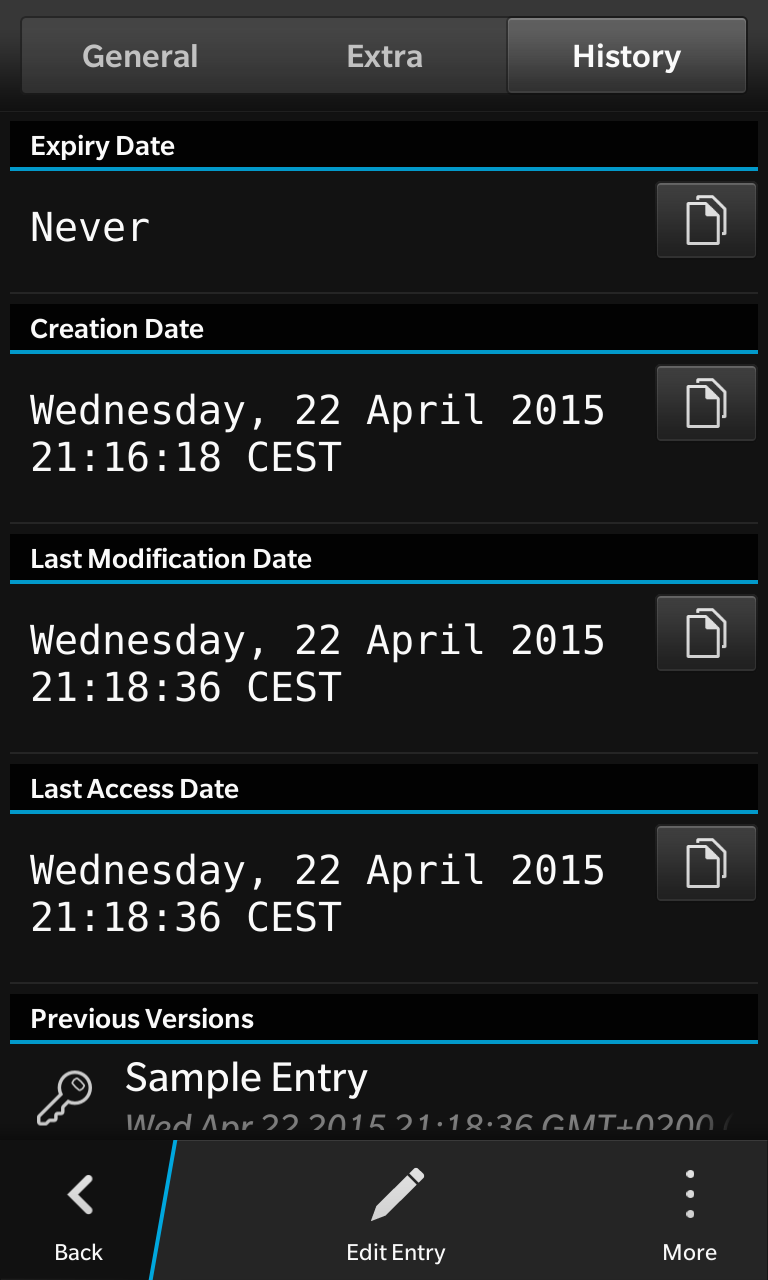 General Extra History
Expiry Date
Never
Creation Date
Wednesday, 22 April 2015
21:16:18 CEST
Last Modification Date
Wednesday, 22 April 2015
21:18:36 CEST
Last Access Date
Wednesday, 22 April 2015
21:18:36 CEST
Previous Versions
Sample Entry
Wed Apr 22 2015 21:18:36 GMT+0200 (
Back Edit Entry More